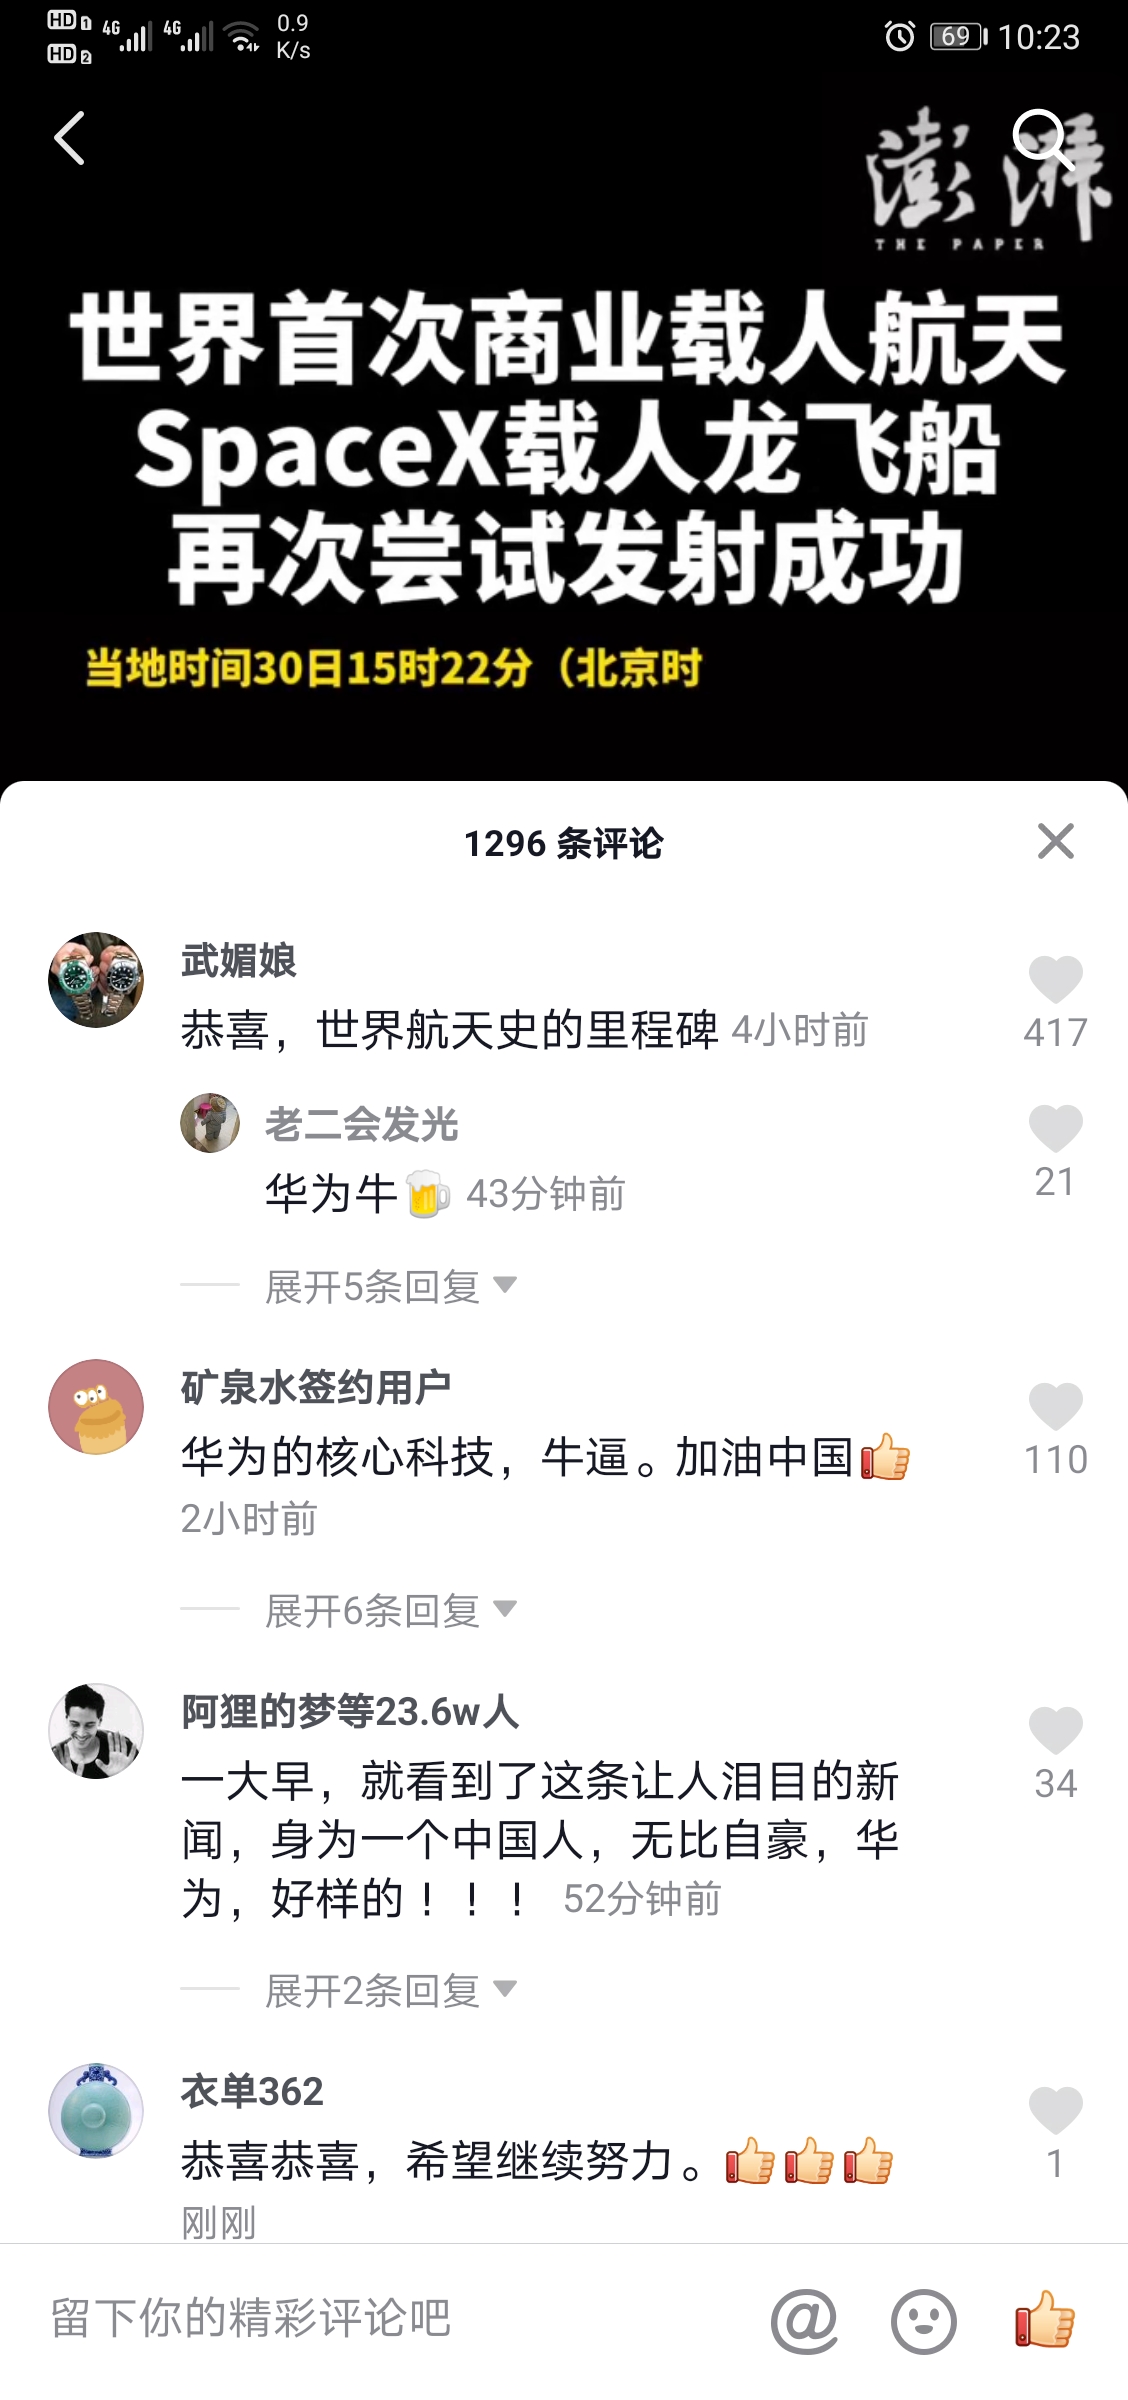 HD 1 4G 4G 0.9
HD 2 K/s
69 10:23
澎湃
THE PAPER
世界首次商业载人航天
SpaceX载人龙飞船
再次尝试发射成功
当地时间30日15时22分（北京时
1296 条评论
武媚娘
恭喜，世界航天史的里程碑 4小时前
417
老二会发光
华为牛🍺 43分钟前
21
展开5条回复
矿泉水签约用户
华为的核心科技，牛逼。加油中国👍
2小时前
110
展开6条回复
阿狸的梦等23.6w人
一大早，就看到了这条让人泪目的新
闻，身为一个中国人，无比自豪，华
为，好样的！！！ 52分钟前
34
展开2条回复
衣单362
恭喜恭喜，希望继续努力。👍👍👍
刚刚
1
留下你的精彩评论吧
@